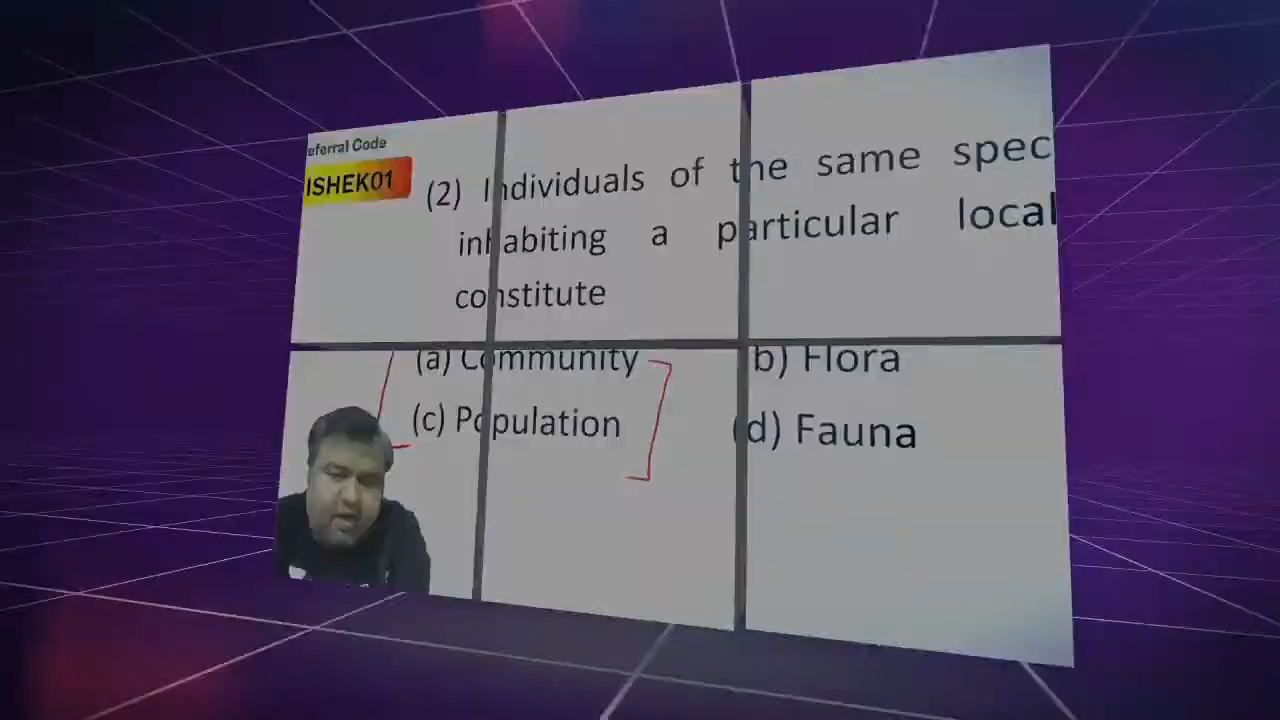 eferral Code
ISHEK01
(2) Individuals of the same spec
inhabiting a particular local
constitute
(a) Community b) Flora
(c) Population (d) Fauna